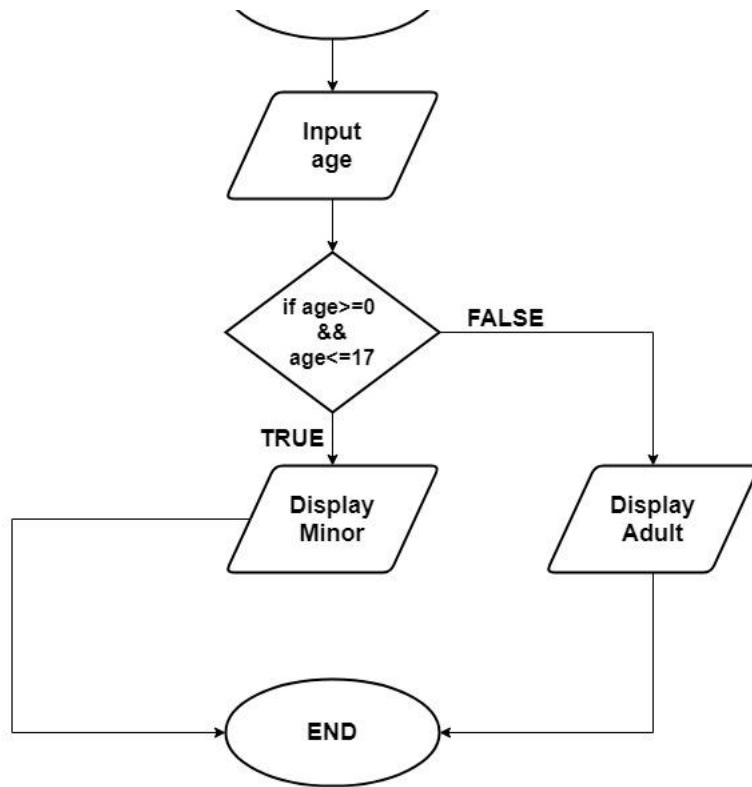 Input
age
if age>=0
&&
age<=17
FALSE
TRUE
Display
Minor
Display
Adult
END